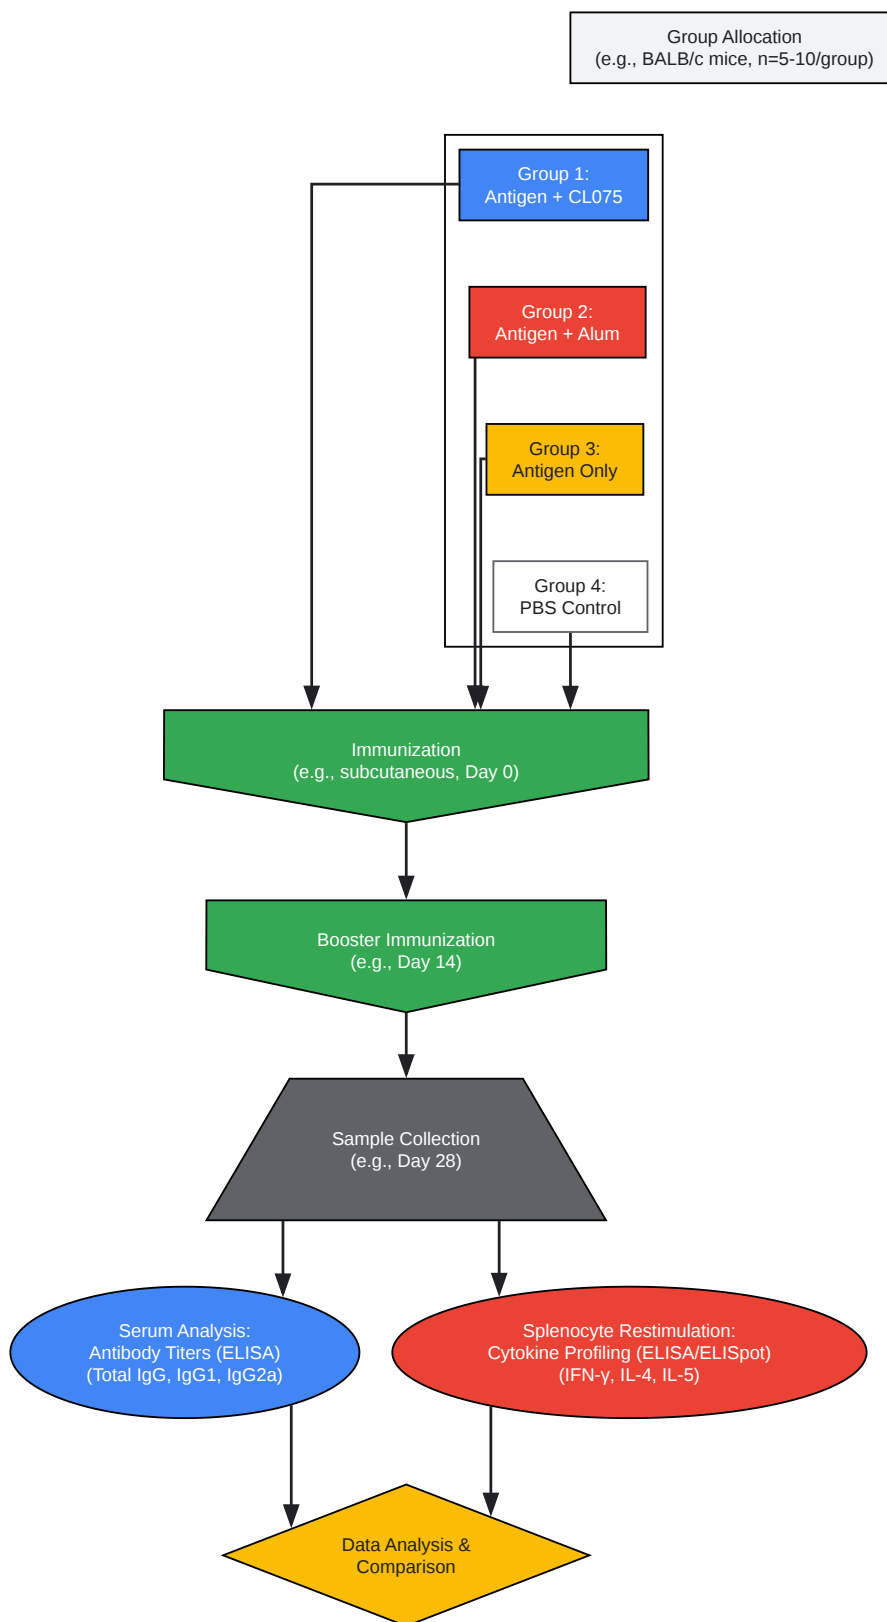 Group Allocation
(e.g., BALB/c mice, n=5-10/group)
Group 1:
Antigen + CL075
Group 2:
Antigen + Alum
Group 3:
Antigen Only
Group 4:
PBS Control
Immunization
(e.g., subcutaneous, Day 0)
Booster Immunization
(e.g., Day 14)
Sample Collection
(e.g., Day 28)
Serum Analysis:
Antibody Titers (ELISA)
(Total IgG, IgG1, IgG2a)
Splenocyte Restimulation:
Cytokine Profiling (ELISA/ELISpot)
(IFN-γ, IL-4, IL-5)
Data Analysis &
Comparison